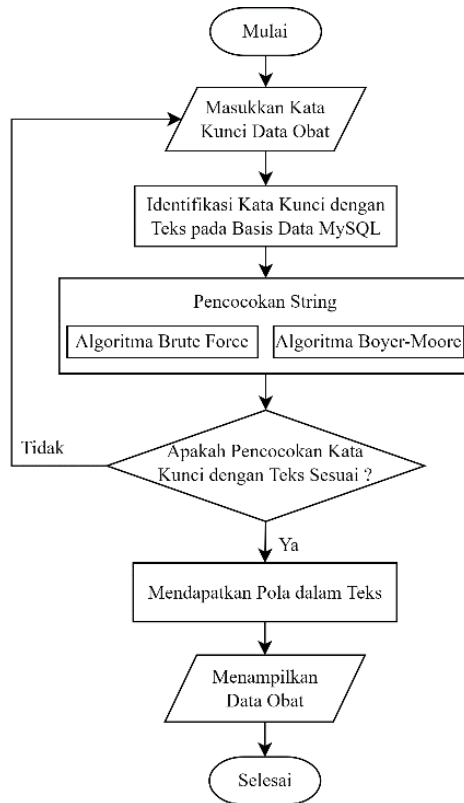 Mulai
Masukkan Kata
Kunci Data Obat
Identifikasi Kata Kunci dengan
Teks pada Basis Data MySQL
Pencocokan String
Algoritma Brute Force
Algoritma Boyer-Moore
Tidak
Apakah Pencocokan Kata
Kunci dengan Teks Sesuai ?
Ya
Mendapatkan Pola dalam Teks
Menampilkan
Data Obat
Selesai